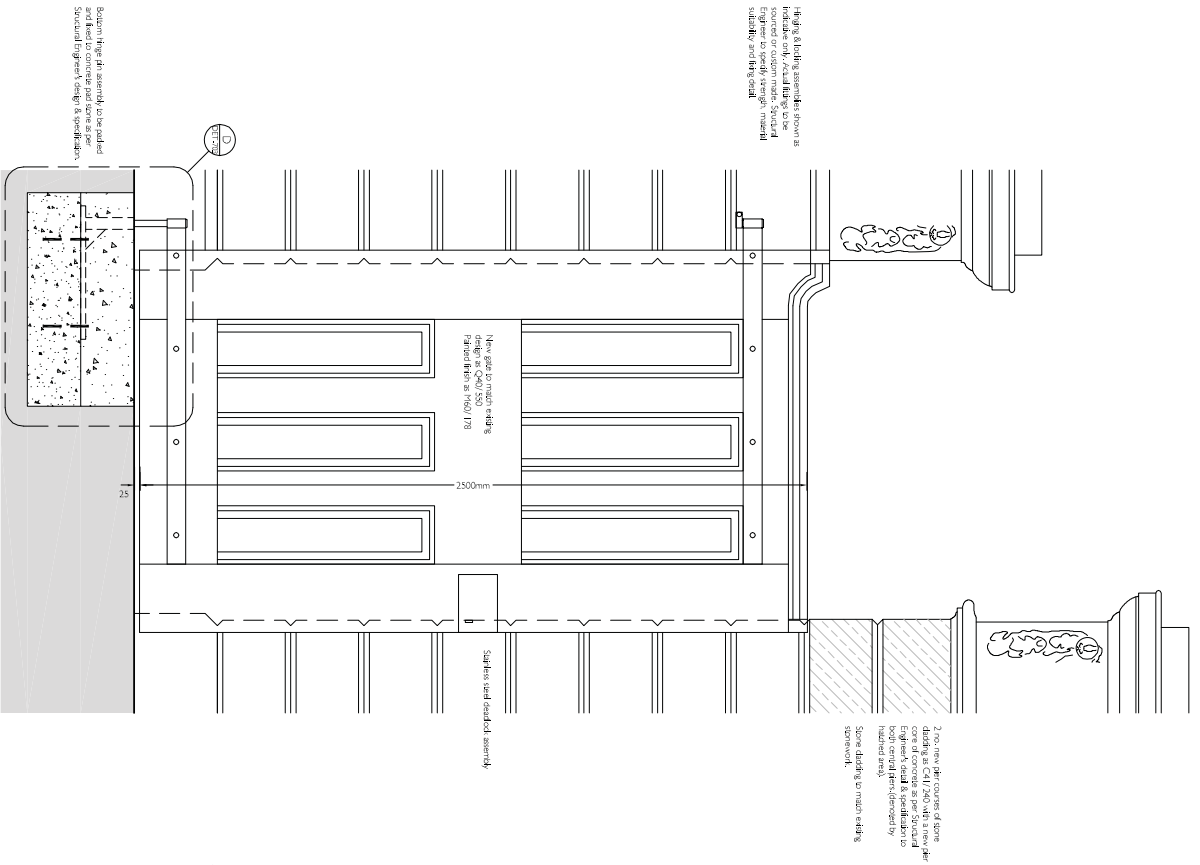 Bottom hinge pin assembly to be packed
and fixed to concrete pad stone as per
Structural Engineer's design & specification.
Hinging & locking assemblies shown as
indicative only. Actual fittings to be
sourced or custom made. Structural
Engineer to specify strength, material
suitability and fixing detail.
D
New gate to match existing
design as Q40/ 550
Painted finish as M60/ 178
2500mm
25
Stainless steel deadlock assembly
2 no. new pier courses of stone
cladding as C41/ 240 with a new pier
core of concrete as per Structural
Engineer's detail & specification to
both central piers.(denoted by
hatched area).
Stone cladding to match existing
stonework.